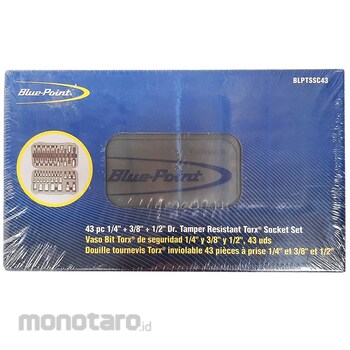 Blue-Point®
BLPTSSC43
Blue-Point
43 pc 1/4" + 3/8" + 1/2" Dr. Tamper Resistant Torx® Socket Set
Vaso Bit Torx® de seguridad 1/4" y 3/8" y 1/2", 43 uds
Douille tournevis Torx® inviolable 43 pièces à prise 1/4" et 3/8" et 1/2"
monotaro.id